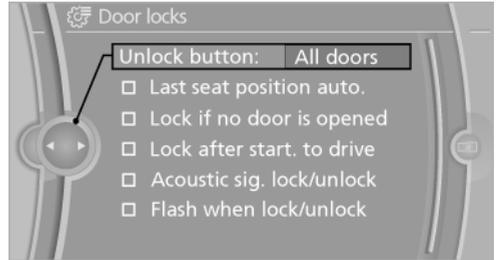 Door locks
Unlock button: All doors
Last seat position auto.
Lock if no door is opened
Lock after start. to drive
Acoustic sig. lock/unlock
Flash when lock/unlock